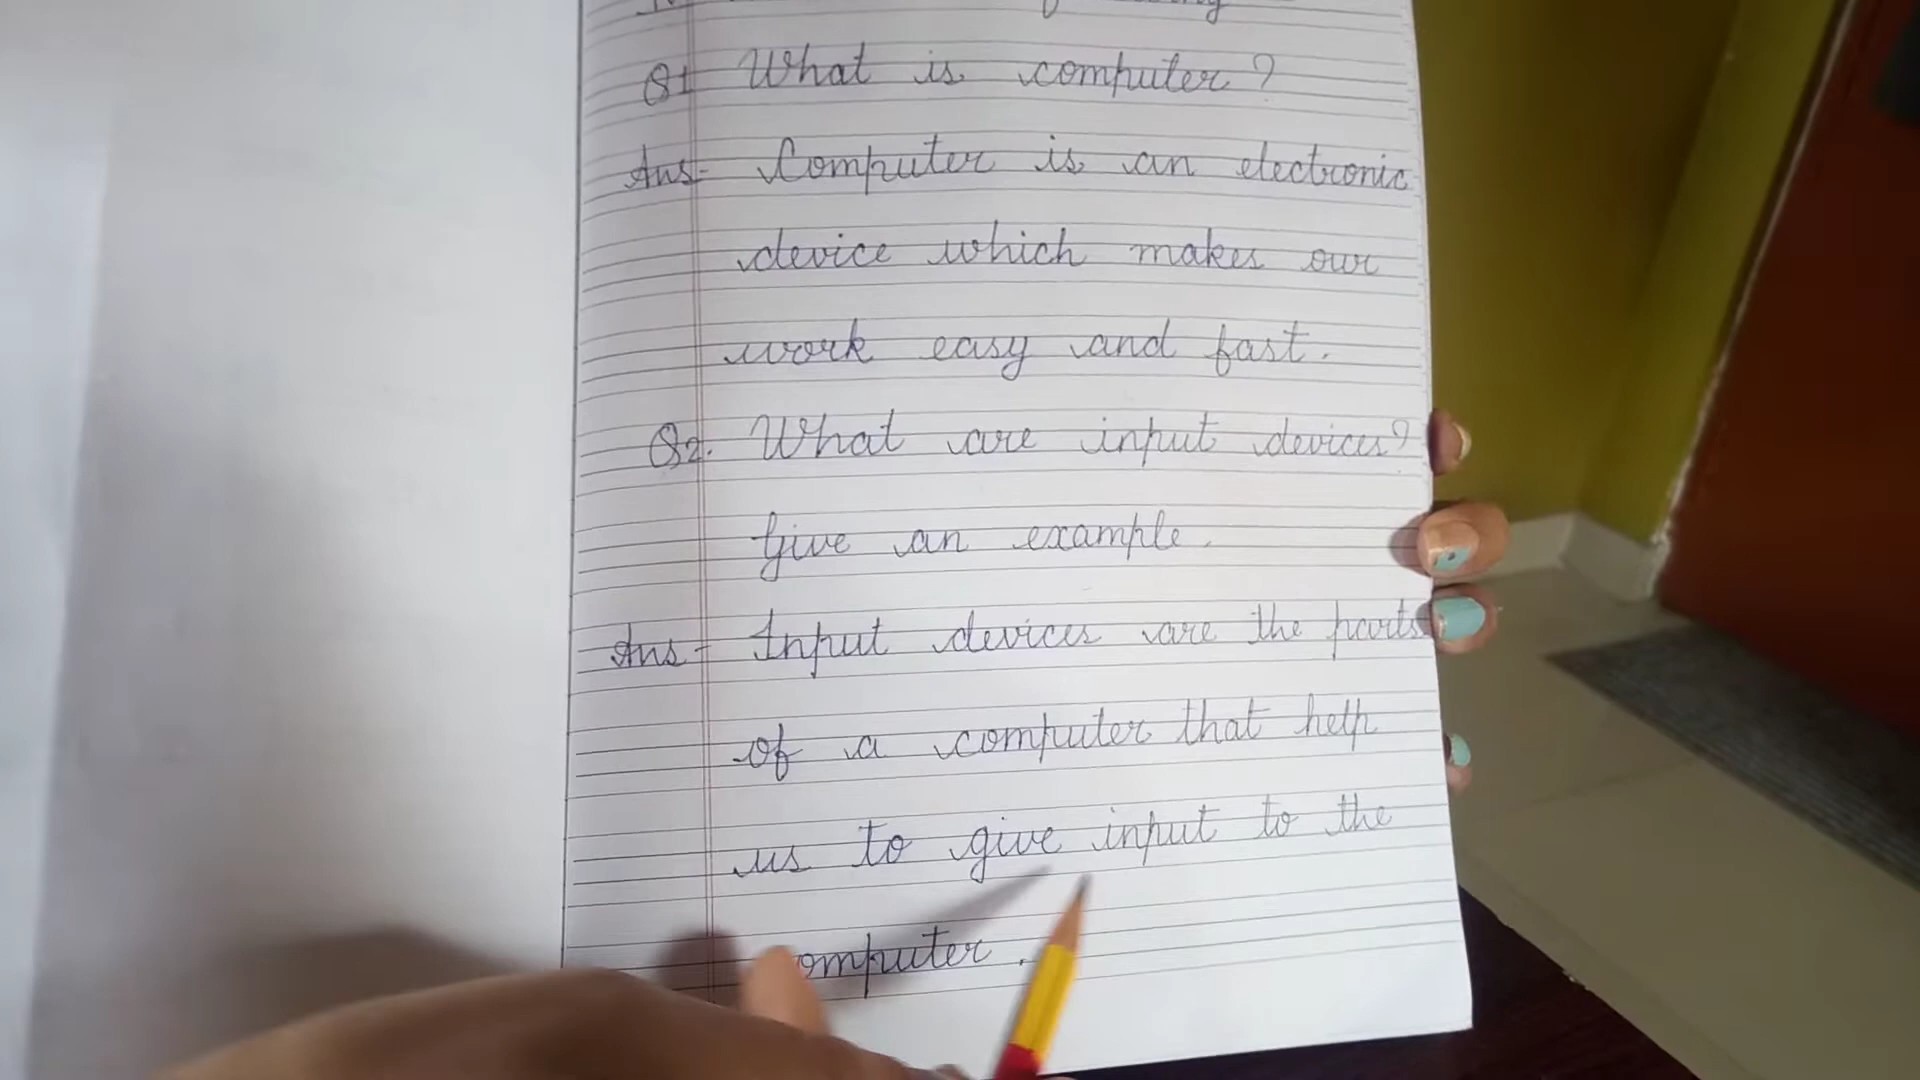 Q1 What is computer?
Ans- Computer is an electronic
device which makes our
work easy and fast.
Q2. What are input devices?
Give an example.
Ans- Input devices are the parts
of a computer that help
us to give input to the
omputer.